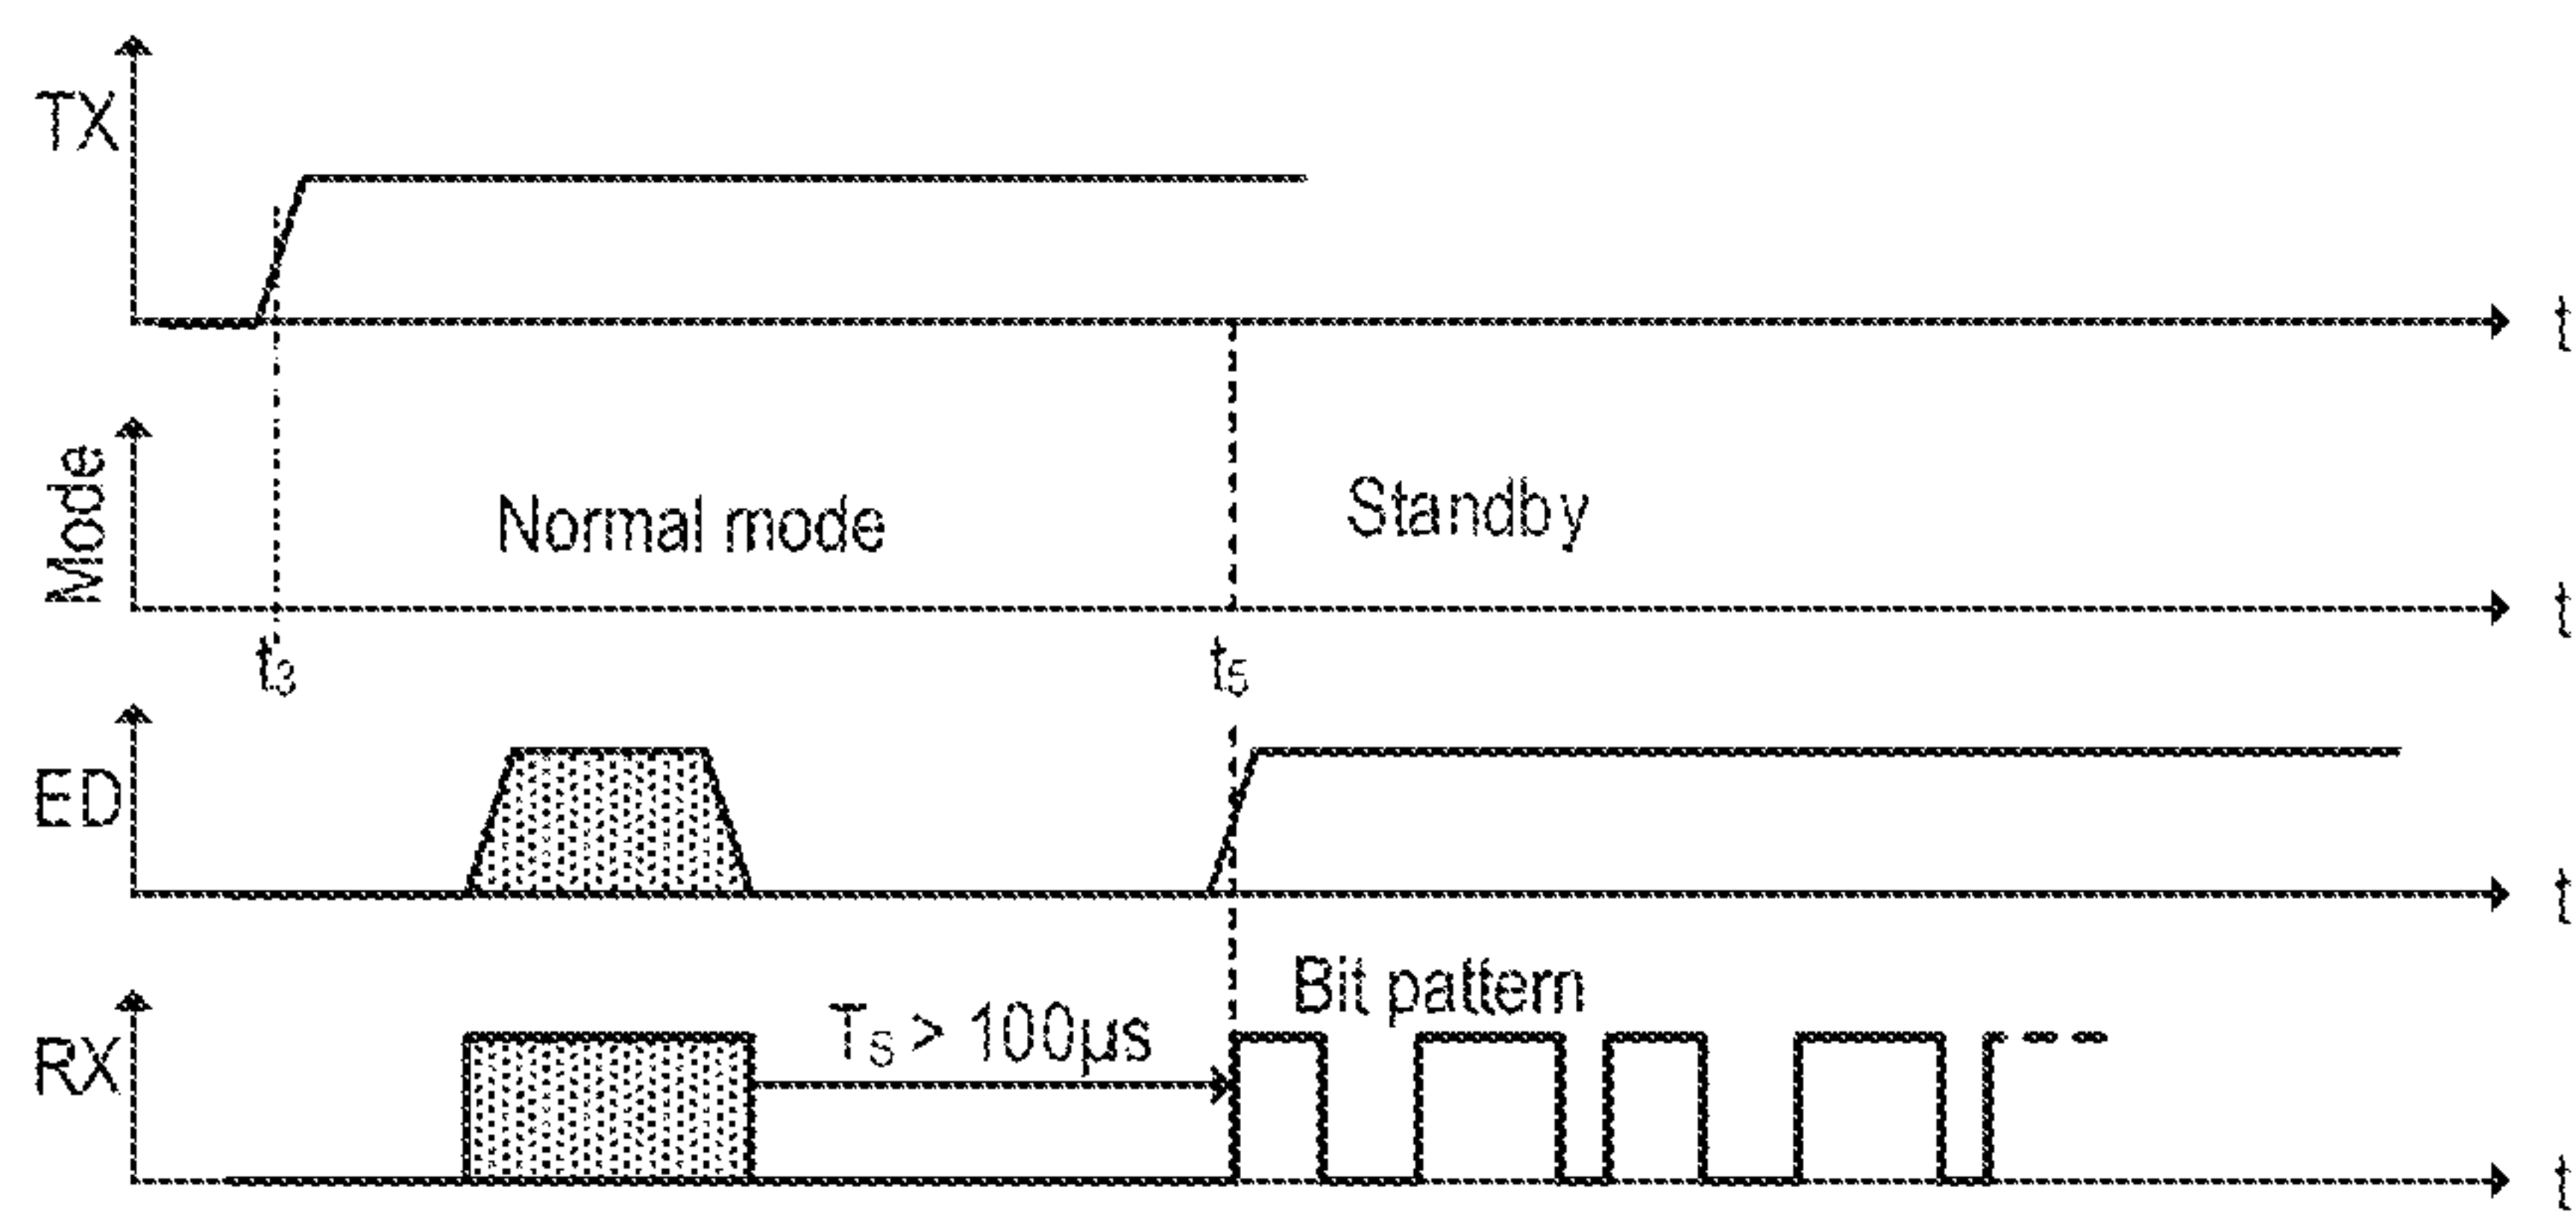 TX
t
Mode
Normal mode
Standby
t
t3
t5
ED
t
Bit pattern
TS > 100µs
RX
t